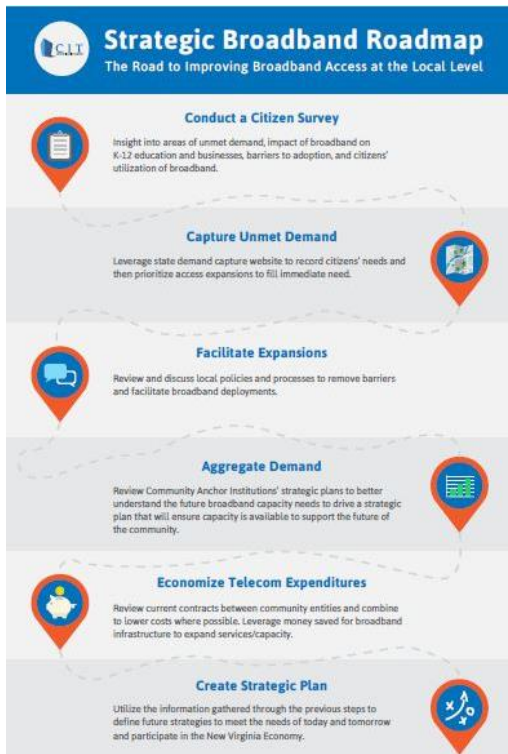 CIT
Strategic Broadband Roadmap
The Road to Improving Broadband Access at the Local Level
Conduct a Citizen Survey
Insight into areas of unmet demand, impact of broadband on
K-12 education and businesses, barriers to adoption, and citizens'
utilization of broadband.
Capture Unmet Demand
Leverage state demand capture website to record citizens' needs and
then prioritize access expansions to fill immediate need.
Facilitate Expansions
Review and discuss local policies and processes to remove barriers
and facilitate broadband deployments.
Aggregate Demand
Review Community Anchor Institutions' strategic plans to better
understand the future broadband capacity needs to drive a strategic
plan that will ensure capacity is available to support the future of
the community.
Economize Telecom Expenditures
Review current contracts between community entities and combine
to lower costs where possible. Leverage money saved for broadband
infrastructure to expand services/capacity.
Create Strategic Plan
Utilize the information gathered through the previous steps to
define future strategies to meet the needs of today and tomorrow
and participate in the New Virginia Economy.